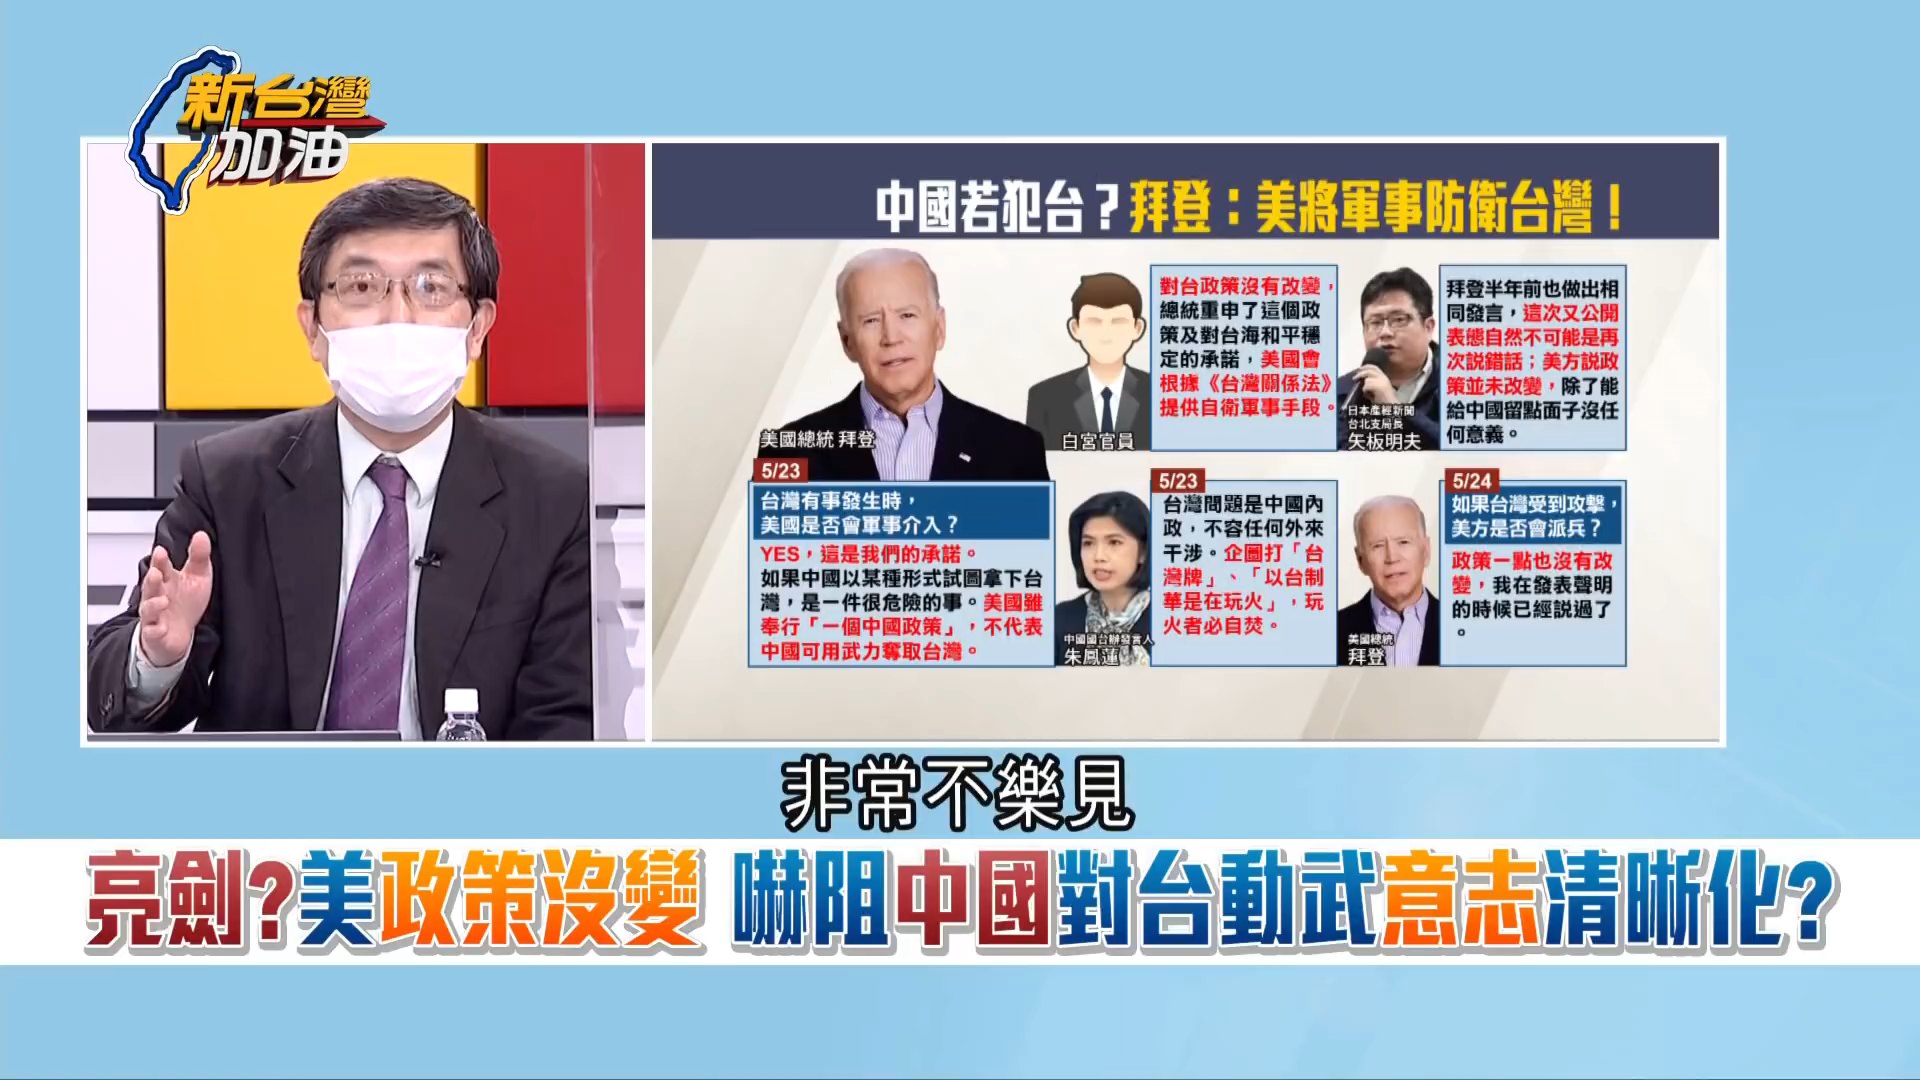 新台灣
加油
中國若犯台?拜登:美將軍事防衛台灣!
美國總統 拜登
5/23
台灣有事發生時,
美國是否會軍事介入?
YES,這是我們的承諾。
如果中國以某種形式試圖拿下台
灣,是一件很危險的事。美國雖
奉行「一個中國政策」,不代表
中國可用武力奪取台灣。
白宮官員
對台政策沒有改變,
總統重申了這個政
策及對台海和平穩
定的承諾,美國會
根據《台灣關係法》
提供自衛軍事手段。
日本產經新聞
台北支局長
矢板明夫
拜登半年前也做出相
同發言,這次又公開
表態自然不可能是再
次說錯話;美方說政
策並未改變,除了能
給中國留點面子沒任
何意義。
中國國台辦發言人
朱鳳蓮
5/23
台灣問題是中國內
政,不容任何外來
干涉。企圖打「台
灣牌」、「以台制
華是在玩火」,玩
火者必自焚。
美國總統
拜登
5/24
如果台灣受到攻擊,
美方是否會派兵?
政策一點也沒有改
變,我在發表聲明
的時候已經說過了
。
非常不樂見
亮劍?美政策沒變 嚇阻中國對台動武意志清晰化?